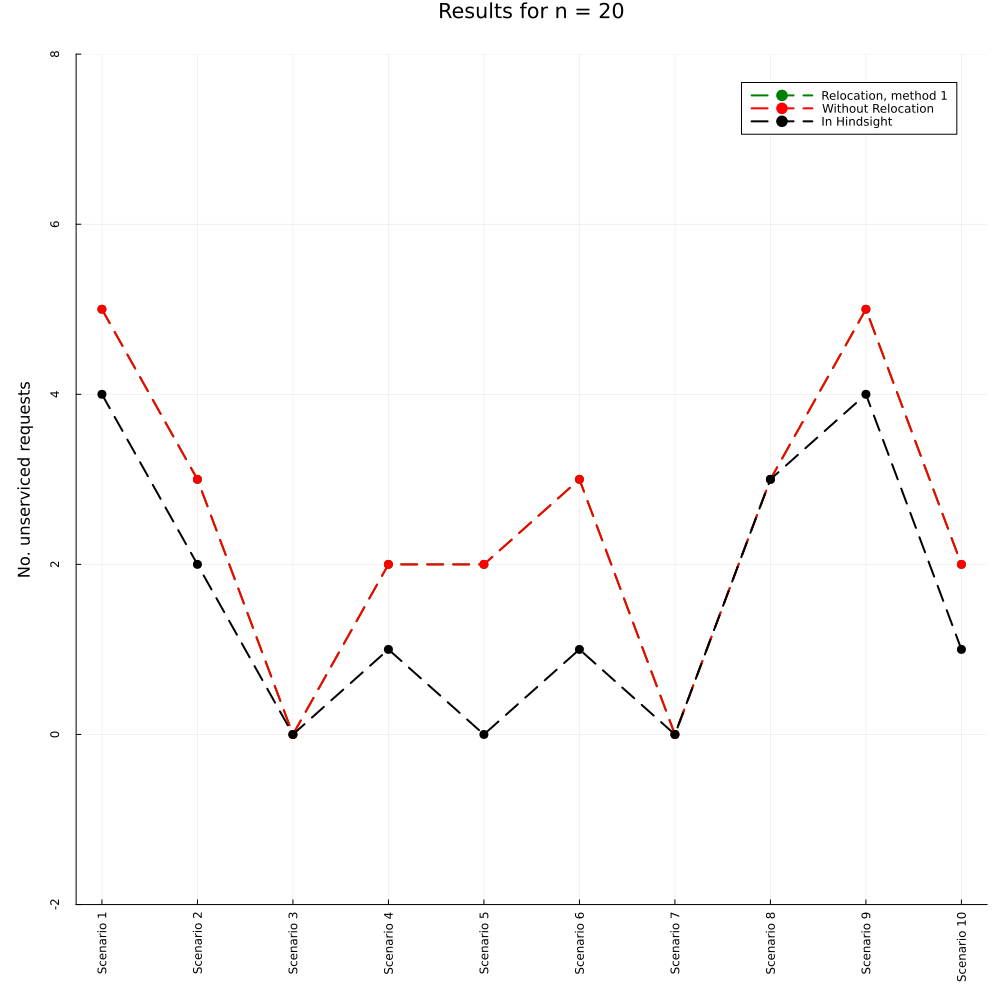 Results for n = 20
Relocation, method 1
Without Relocation
In Hindsight
No. unserviced requests
8
6
4
2
0
-2
Scenario 1
Scenario 2
Scenario 3
Scenario 4
Scenario 5
Scenario 6
Scenario 7
Scenario 8
Scenario 9
Scenario 10